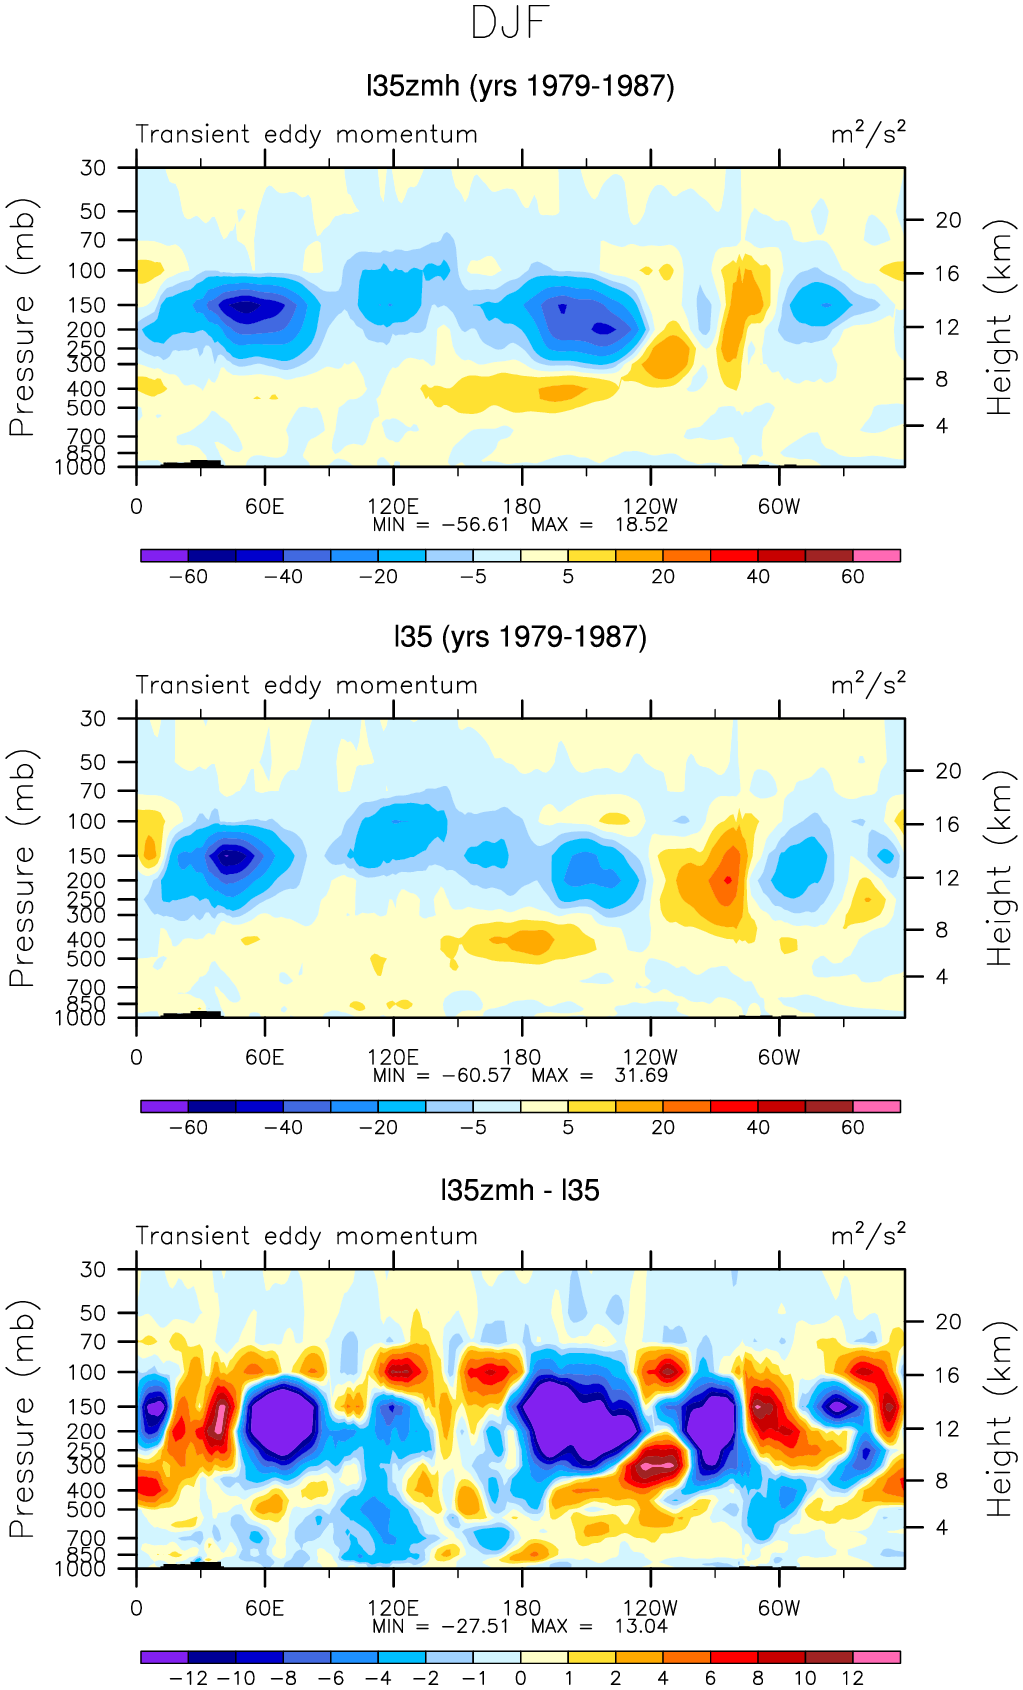 DJF
l35zmh (yrs 1979-1987)
Transient eddy momentum m²/s²
Pressure (mb)
30
50
70
100
150
200
250
300
400
500
700
850
1000
20
16
12
8
4
Height (km)
0 60E 120E 180 120W 60W
MIN = -56.61 MAX = 18.52
-60 -40 -20 -5 5 20 40 60
l35 (yrs 1979-1987)
Transient eddy momentum m²/s²
Pressure (mb)
30
50
70
100
150
200
250
300
400
500
700
850
1000
20
16
12
8
4
Height (km)
0 60E 120E 180 120W 60W
MIN = -60.57 MAX = 31.69
-60 -40 -20 -5 5 20 40 60
l35zmh - l35
Transient eddy momentum m²/s²
Pressure (mb)
30
50
70
100
150
200
250
300
400
500
700
850
1000
20
16
12
8
4
Height (km)
0 60E 120E 180 120W 60W
MIN = -27.51 MAX = 13.04
-12 -10 -8 -6 -4 -2 -1 0 1 2 4 6 8 10 12